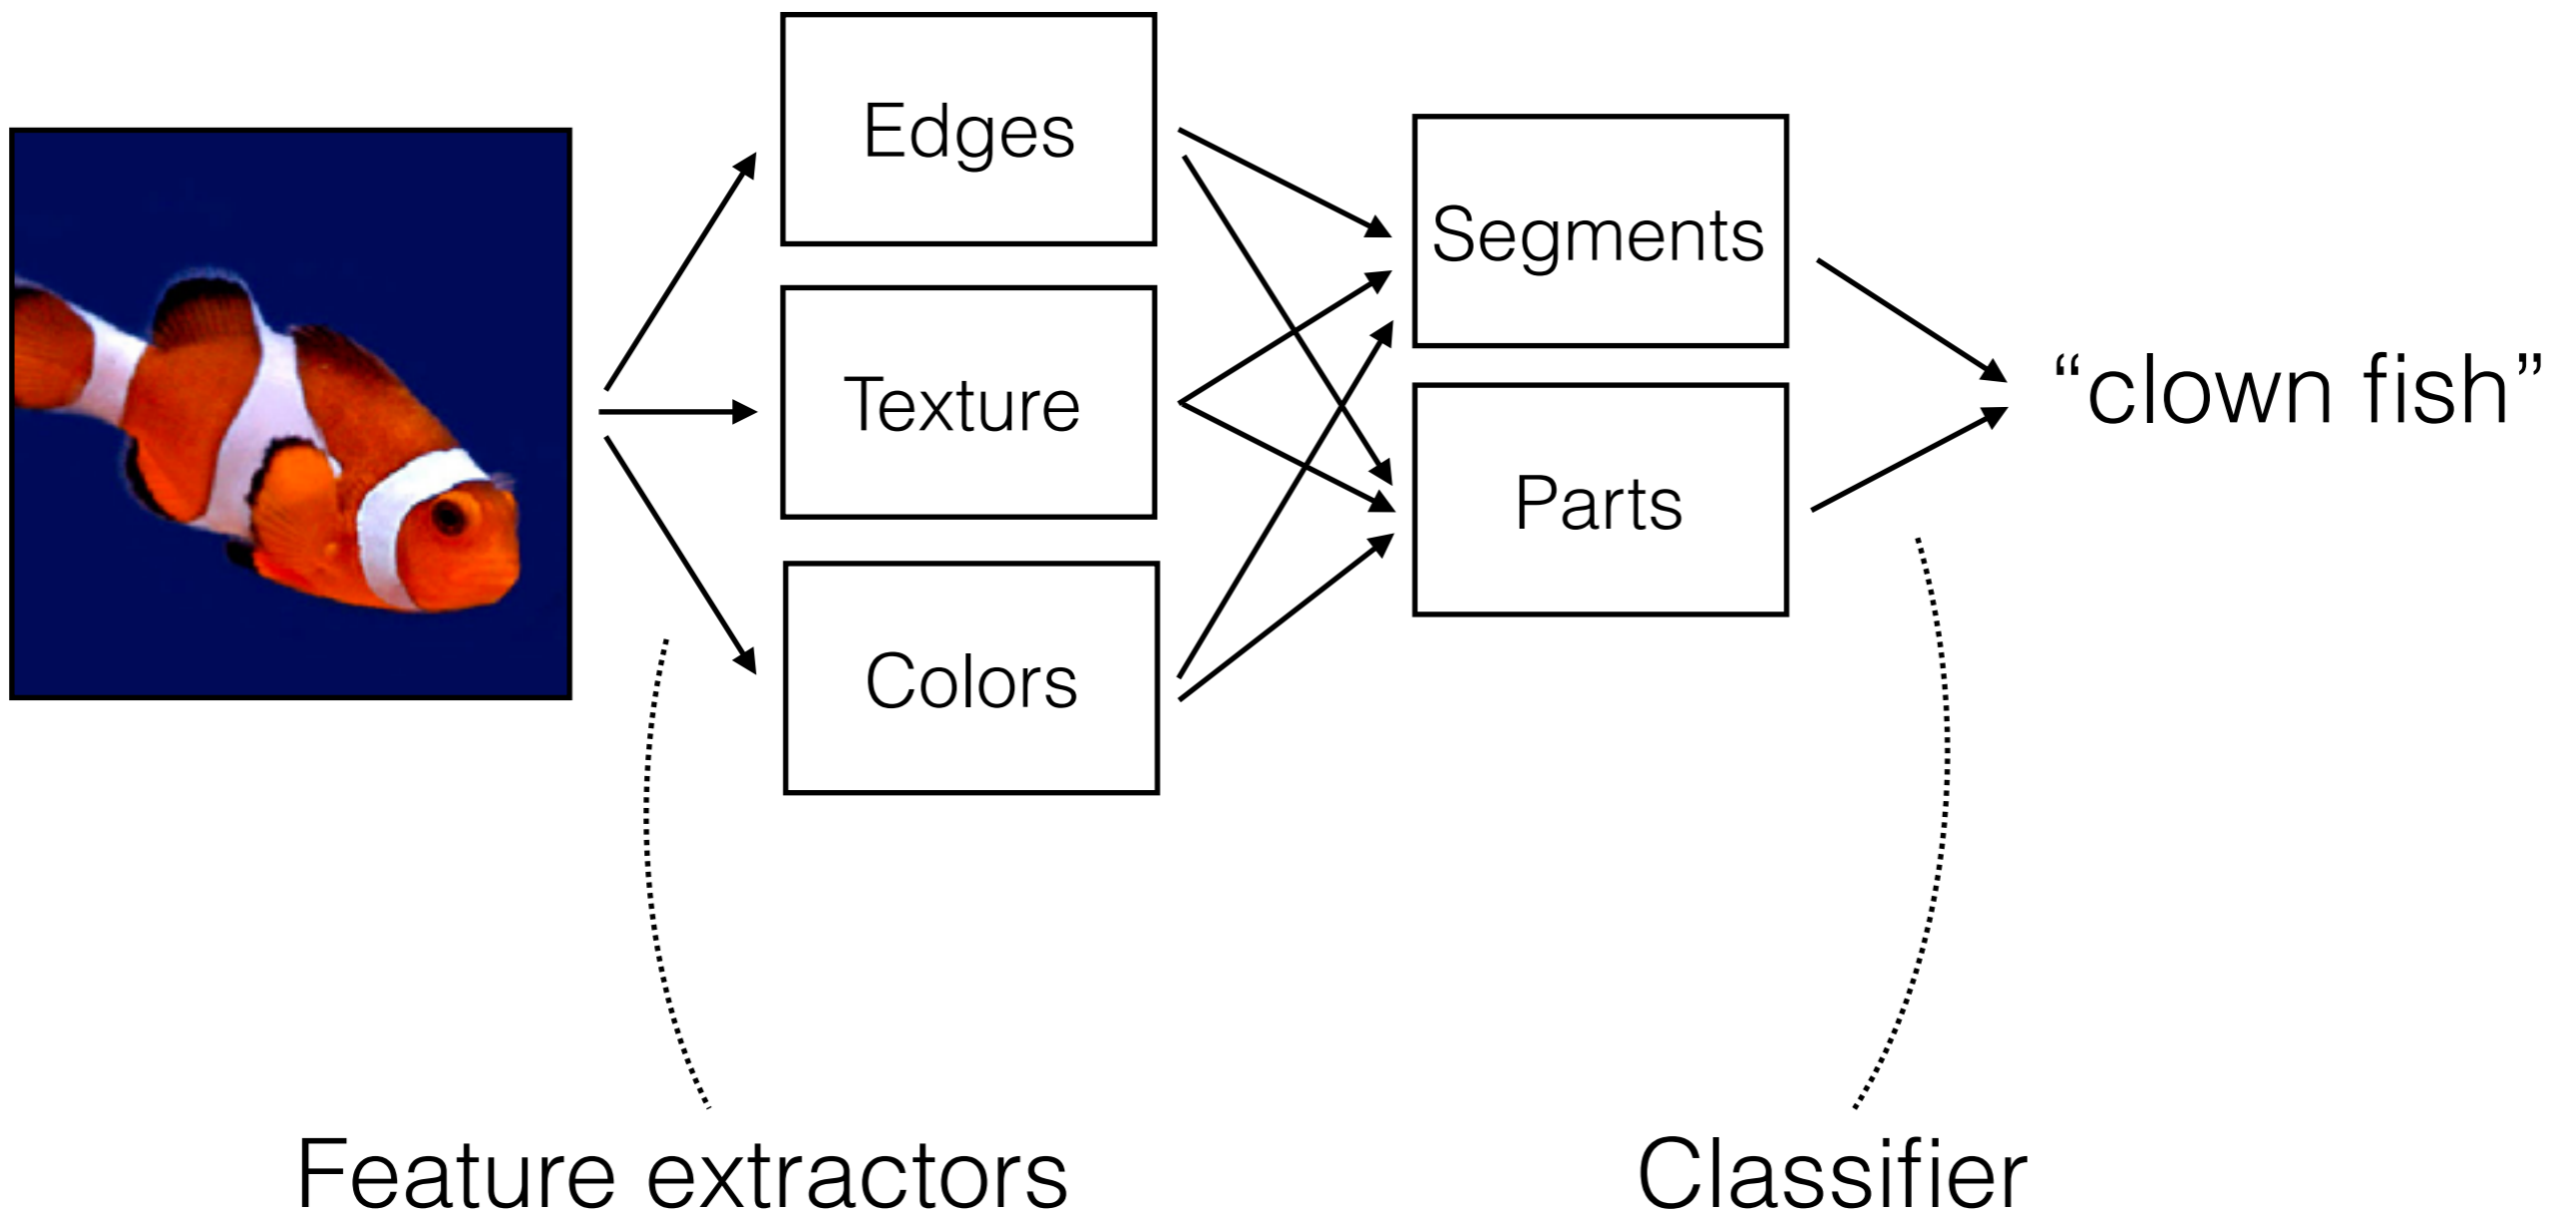 Edges
Texture
Colors
Segments
Parts
“clown fish”
Feature extractors
Classifier